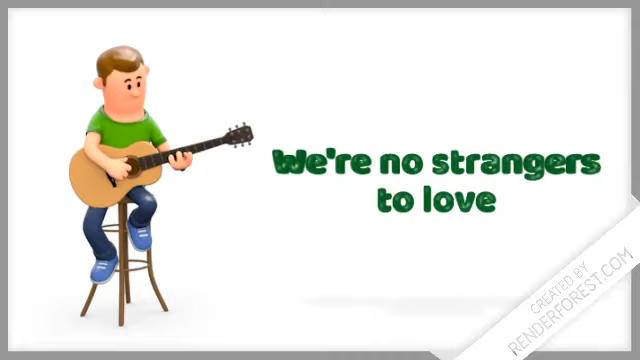 We're no strangers
to love
CREATED BY
RENDERFOREST.COM